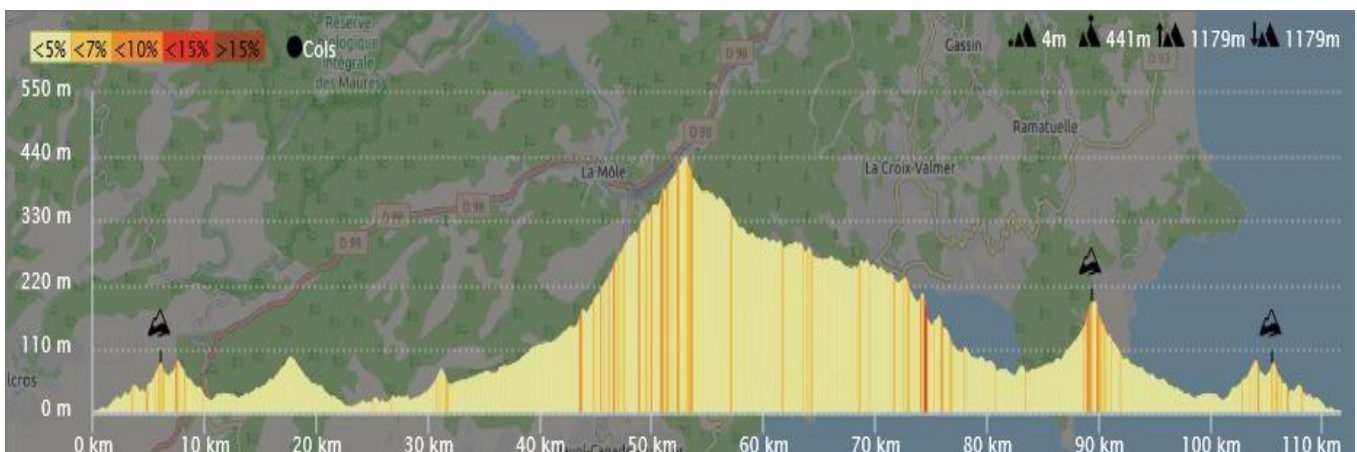 Réserve
ologique
intégrale
des Maures
<5% <7% <10% <15% >15%
Cols
4m 441m 1179m 1179m
D 98
Gassin
D 93
550 m
440 m
330 m
220 m
110 m
0 m
Ramatuelle
D 98
La Môle
La Croix-Valmer
D 98
D 98
D 98
lcros
0 km 10 km 20 km 30 km 40 km 50 km 60 km 70 km 80 km 90 km 100 km 110 km